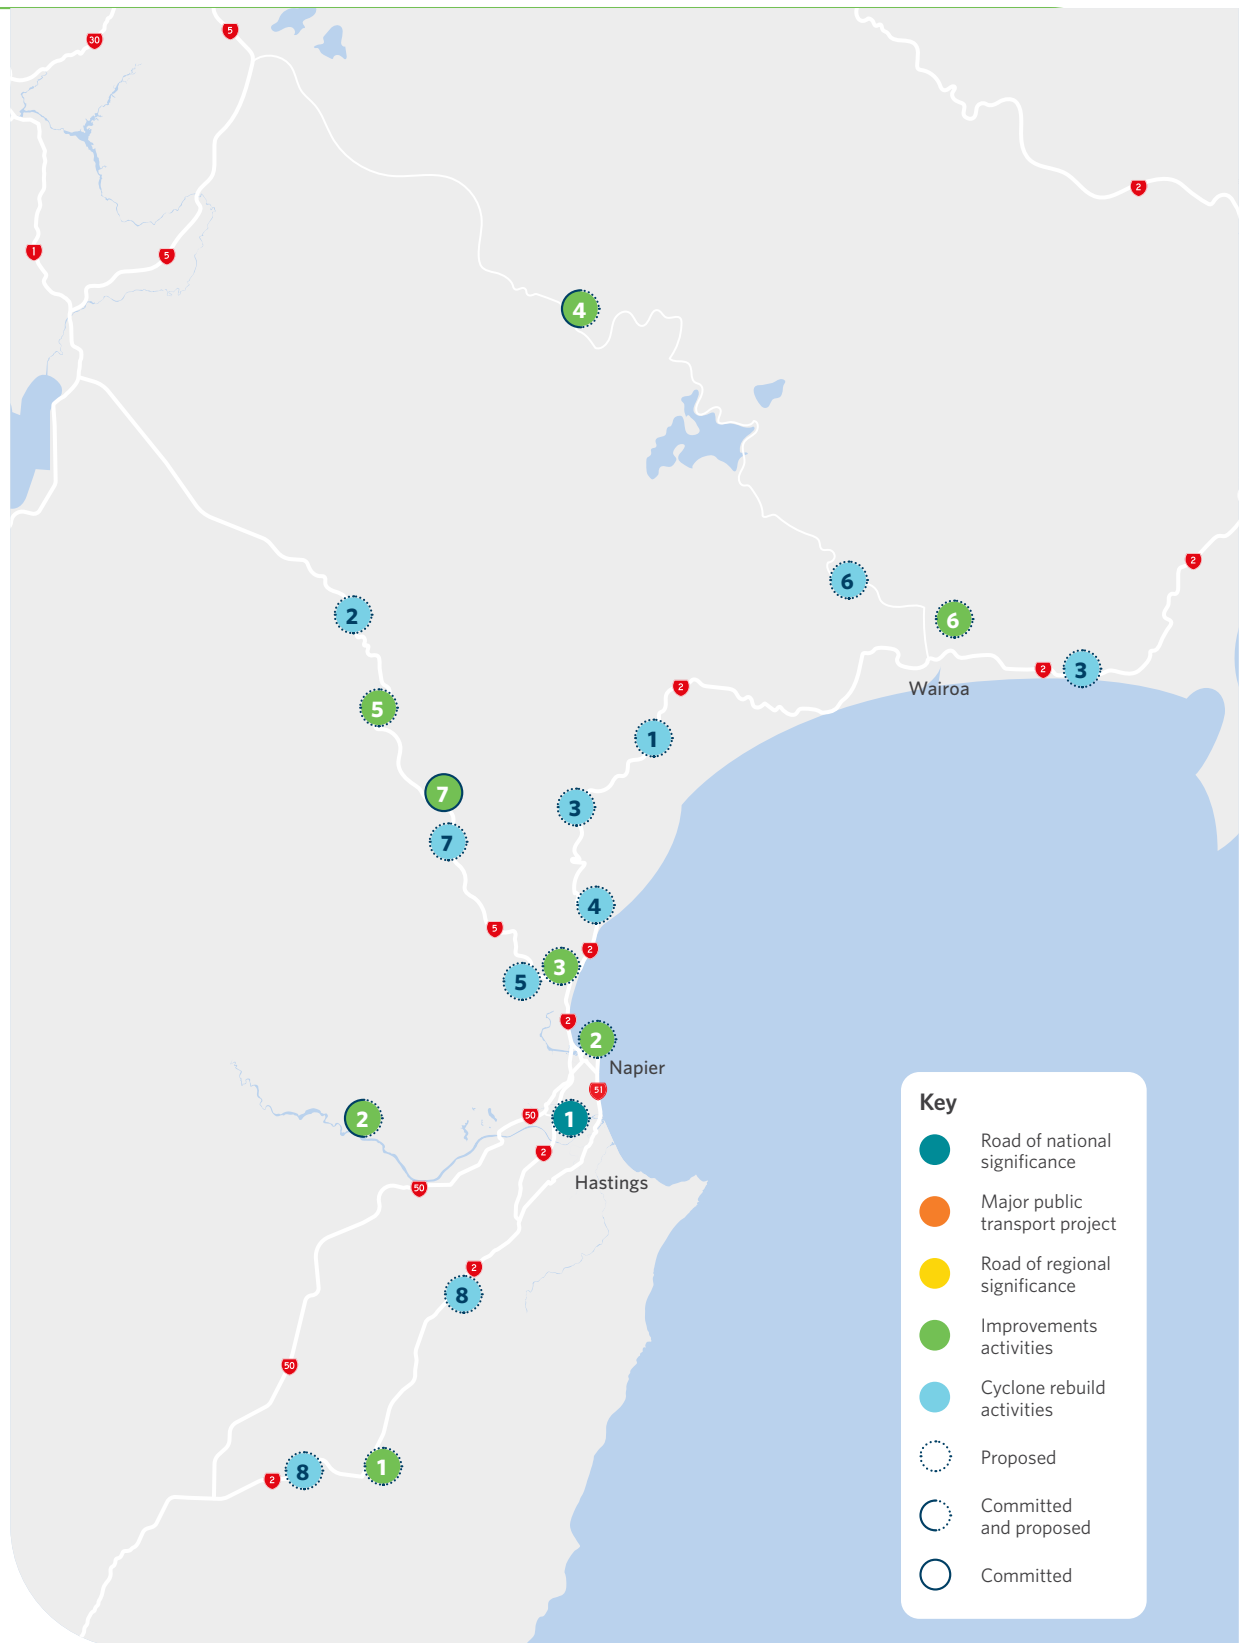 30
5
2
1
5
4
6
2
2
6
3
2
Wairoa
2
5
1
7
3
7
4
5
2
3
5
2
2
Napier
51
2
50
1
2
Hastings
50
2
8
50
1
8
2
Key
Road of national
significance
Major public
transport project
Road of regional
significance
Improvements
activities
Cyclone rebuild
activities
Proposed
Committed
and proposed
Committed